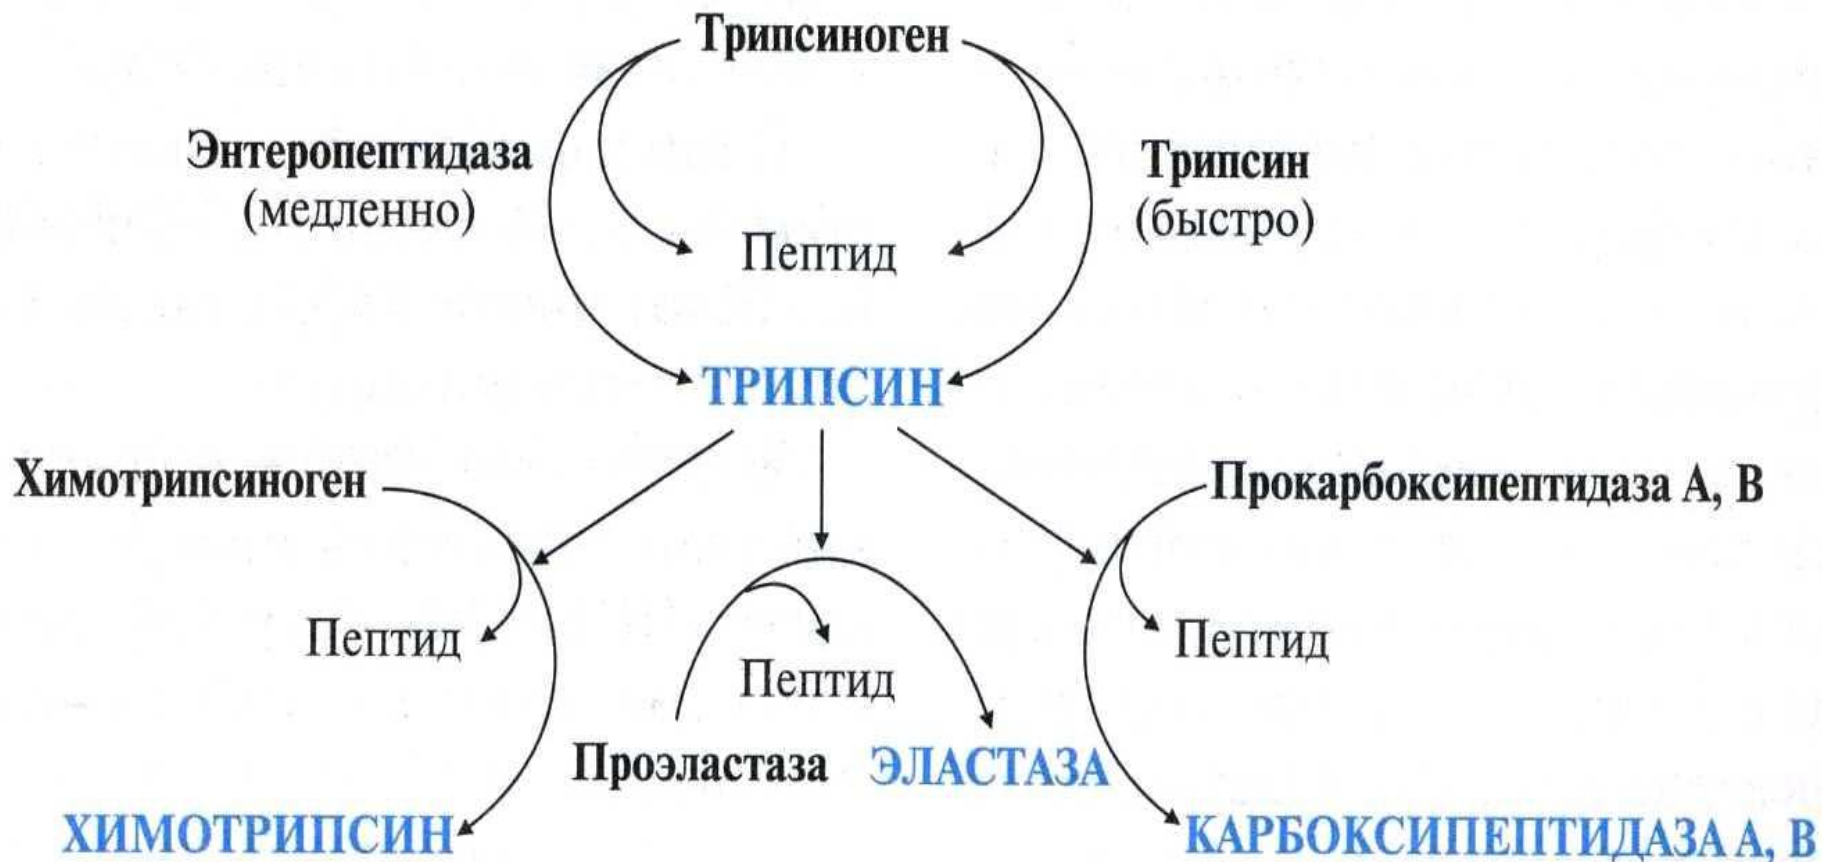 Трипсиноген
Энтеропептидаза
(медленно)
Трипсин
(быстро)
Пептид
ТРИПСИН
Химотрипсиноген
Прокарбоксипептидаза А, В
Пептид
Пептид
Пептид
Проэластаза
ЭЛАСТАЗА
ХИМОТРИПСИН
КАРБОКСИПЕПТИДАЗА А, В